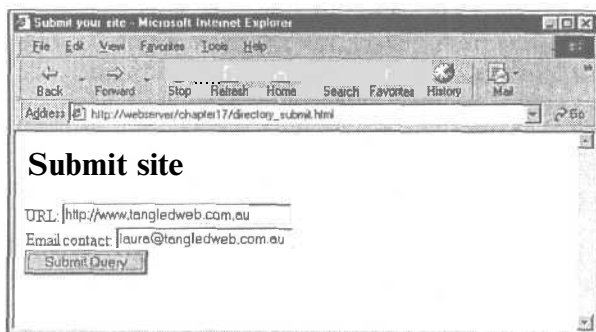 Submit your site - Microsoft Internet Explorer
File Edit View Favorites Tools Help
Back Forward Stop Refresh Home Search Favorites History Mail
Address http://webserver/chapter17/directory_submit.html Go
Submit site
URL: http://www.tangledweb.com.au
Email contact: laura@tangledweb.com.au
Submit Query